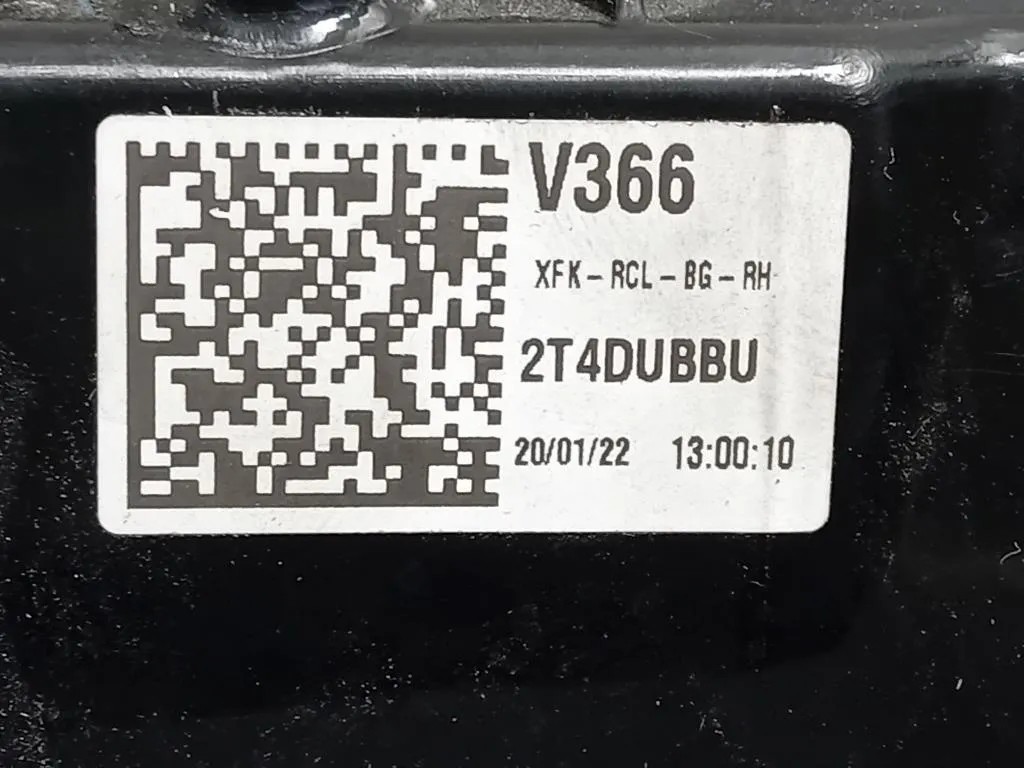 V366
XFK-RCL-BG-RH
2T4DUBBU
20/01/22 13:00:10